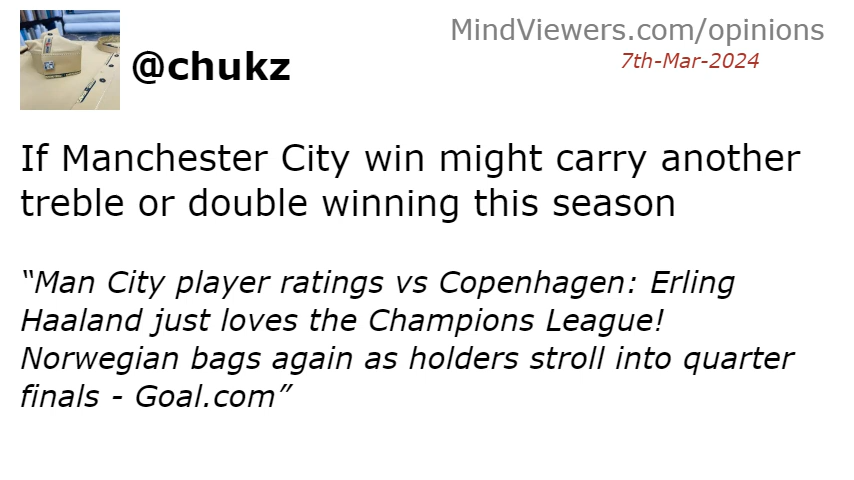 MindViewers.com/opinions
7th-Mar-2024
@chukz
If Manchester City win might carry another
treble or double winning this season
“Man City player ratings vs Copenhagen: Erling
Haaland just loves the Champions League!
Norwegian bags again as holders stroll into quarter
finals - Goal.com”